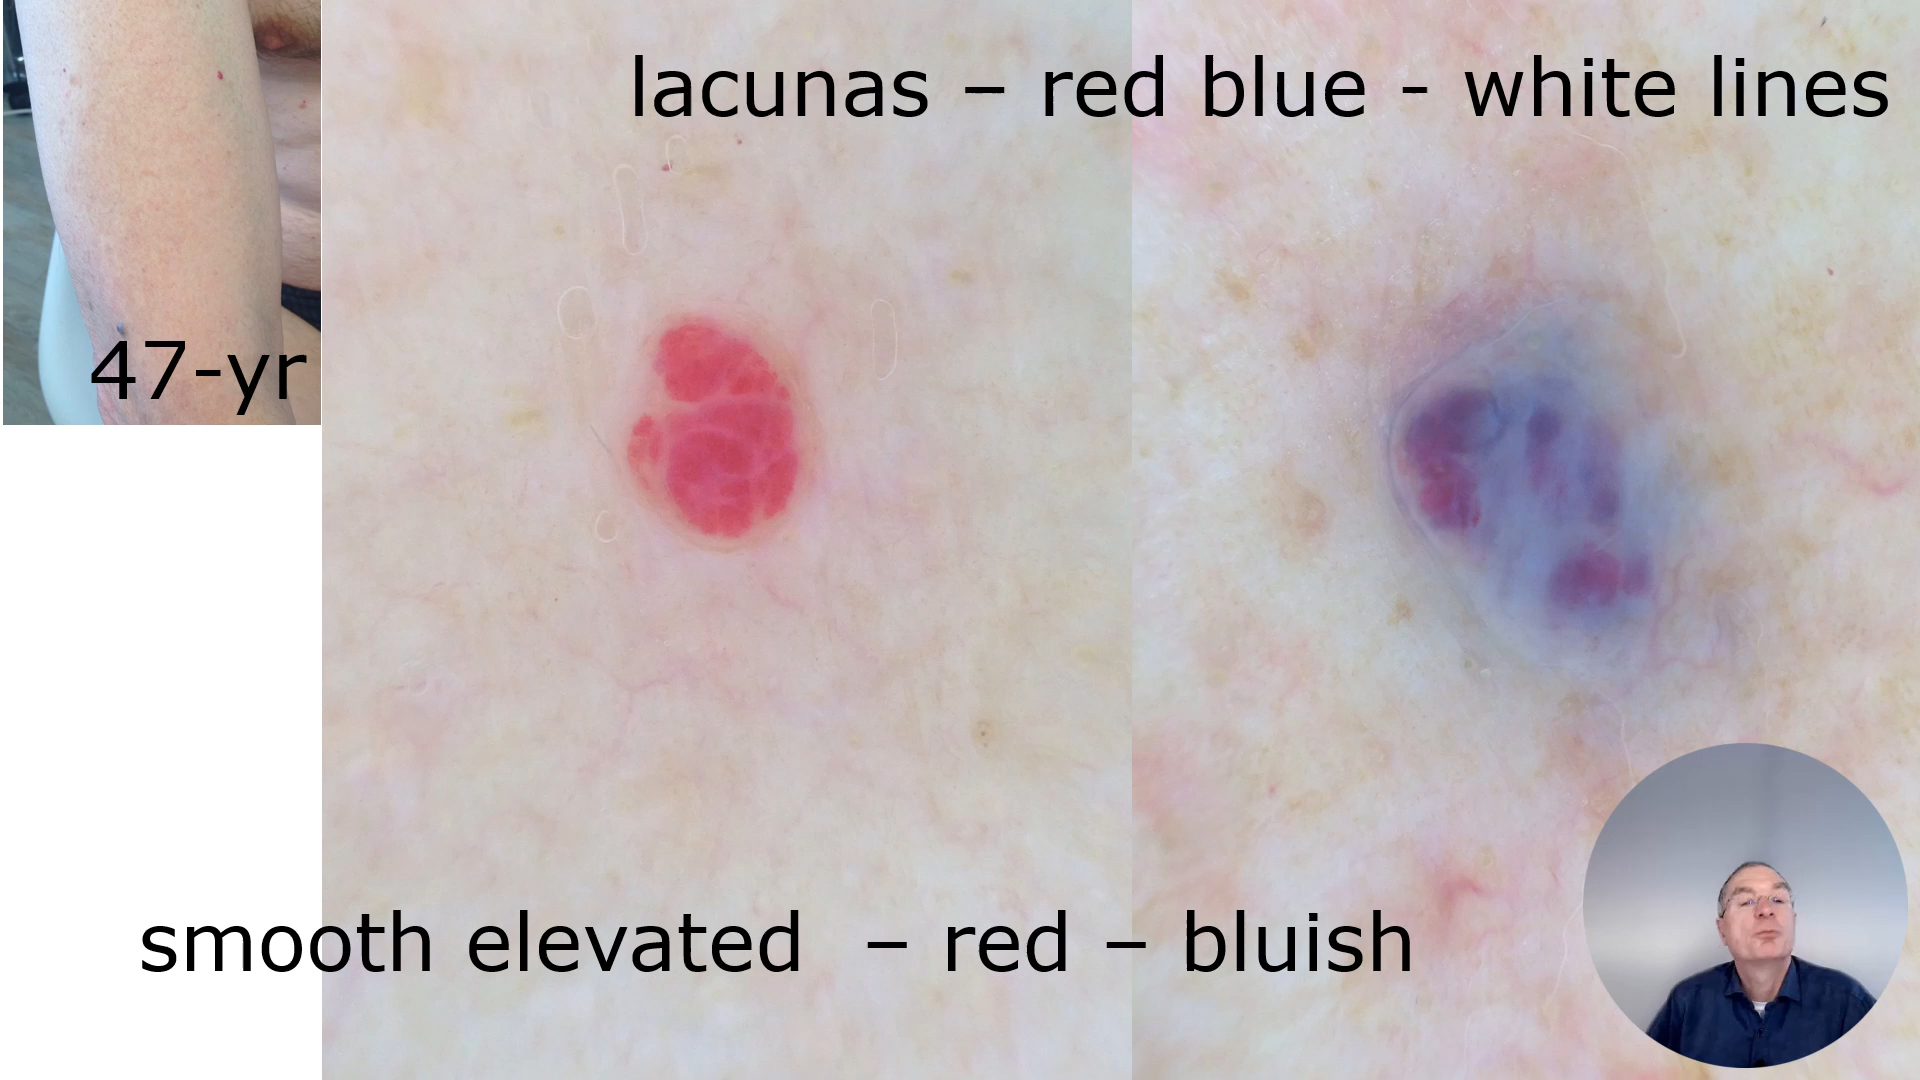 lacunas – red blue - white lines
47-yr
smooth elevated – red – bluish